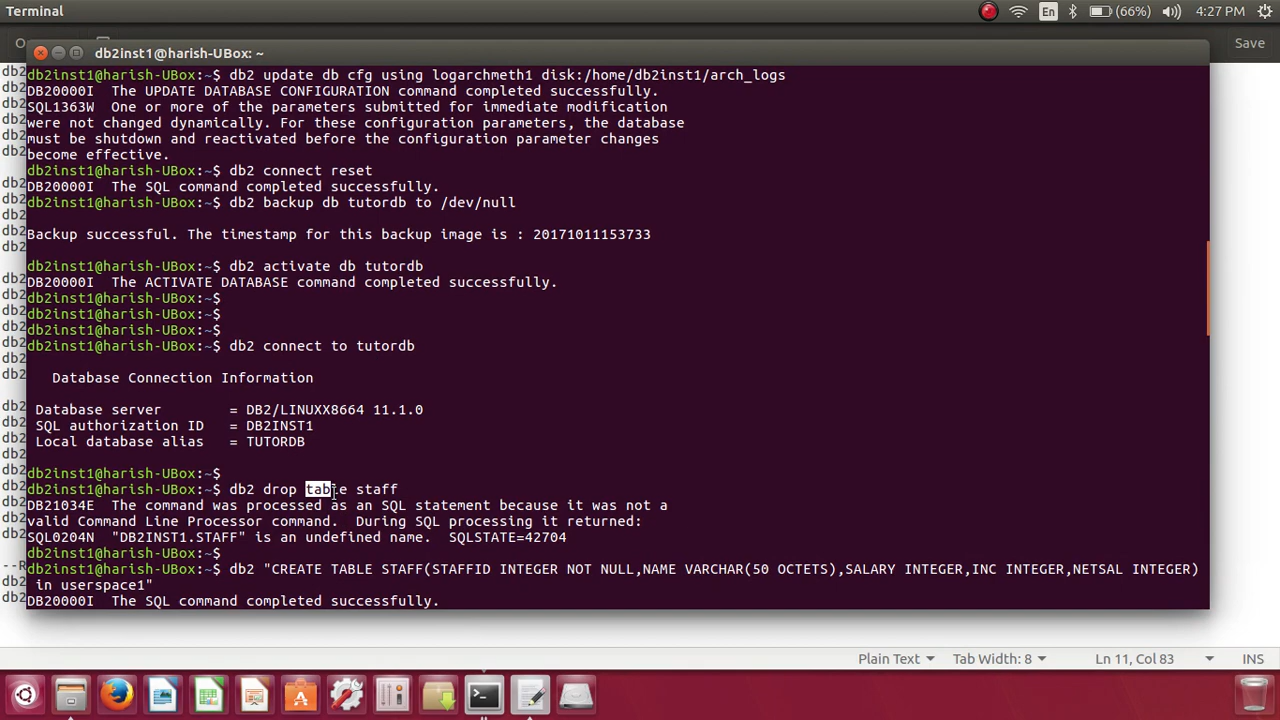 Terminal
En
(66%)
4:27 PM
Save
db2inst1@harish-UBox: ~
db2inst1@harish-UBox:~$ db2 update db cfg using logarchmeth1 disk:/home/db2inst1/arch_logs
DB20000I  The UPDATE DATABASE CONFIGURATION command completed successfully.
SQL1363W  One or more of the parameters submitted for immediate modification
were not changed dynamically. For these configuration parameters, the database
must be shutdown and reactivated before the configuration parameter changes
become effective.
db2inst1@harish-UBox:~$ db2 connect reset
DB20000I  The SQL command completed successfully.
db2inst1@harish-UBox:~$ db2 backup db tutordb to /dev/null
Backup successful. The timestamp for this backup image is : 20171011153733
db2inst1@harish-UBox:~$ db2 activate db tutordb
DB20000I  The ACTIVATE DATABASE command completed successfully.
db2inst1@harish-UBox:~$
db2inst1@harish-UBox:~$
db2inst1@harish-UBox:~$
db2inst1@harish-UBox:~$ db2 connect to tutordb
Database Connection Information
Database server        = DB2/LINUXX8664 11.1.0
SQL authorization ID   = DB2INST1
Local database alias   = TUTORDB
db2inst1@harish-UBox:~$
db2inst1@harish-UBox:~$ db2 drop table staff
DB21034E  The command was processed as an SQL statement because it was not a
valid Command Line Processor command.  During SQL processing it returned:
SQL0204N  "DB2INST1.STAFF" is an undefined name.  SQLSTATE=42704
db2inst1@harish-UBox:~$
db2inst1@harish-UBox:~$ db2 "CREATE TABLE STAFF(STAFFID INTEGER NOT NULL,NAME VARCHAR(50 OCTETS),SALARY INTEGER,INC INTEGER,NETSAL INTEGER)
in userspace1"
DB20000I  The SQL command completed successfully.
Plain Text
Tab Width: 8
Ln 11, Col 83
INS